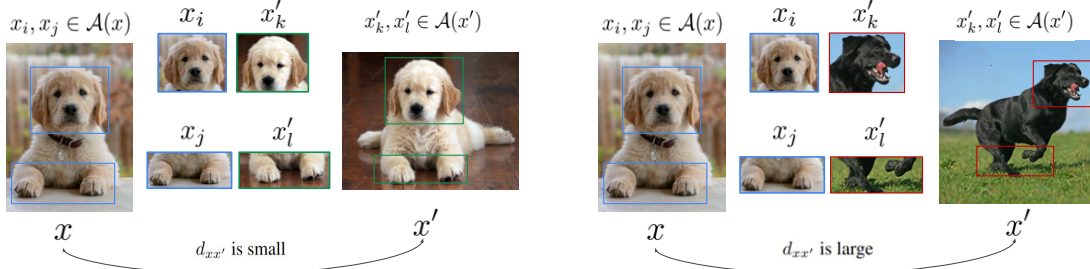 x_i, x_j ∈ 𝒜(x)
x_i
x'_k
x'_k, x'_l ∈ 𝒜(x')
x_j
x'_l
x
x'
d_{xx'} is small
x_i, x_j ∈ 𝒜(x)
x_i
x'_k
x'_k, x'_l ∈ 𝒜(x')
x_j
x'_l
x
x'
d_{xx'} is large